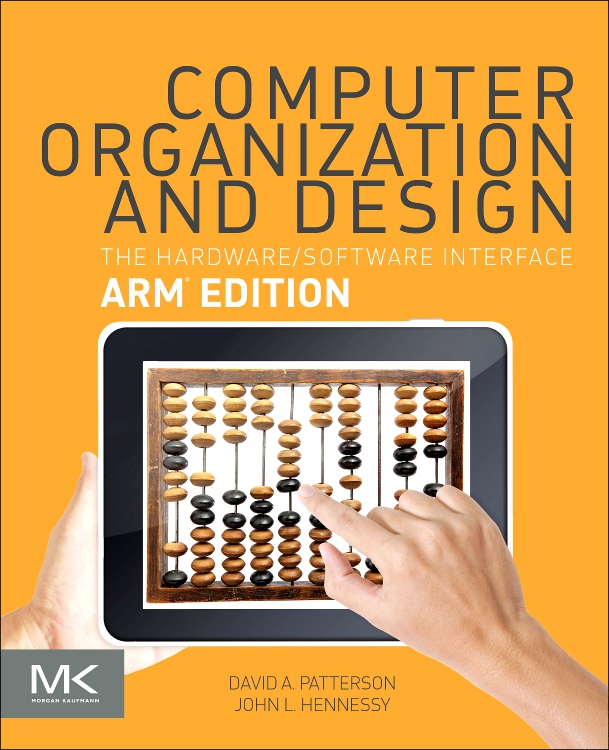 COMPUTER
ORGANIZATION
AND DESIGN
THE HARDWARE/SOFTWARE INTERFACE
ARM® EDITION
DAVID A. PATTERSON
JOHN L. HENNESSY
MK
MORGAN KAUFMANN